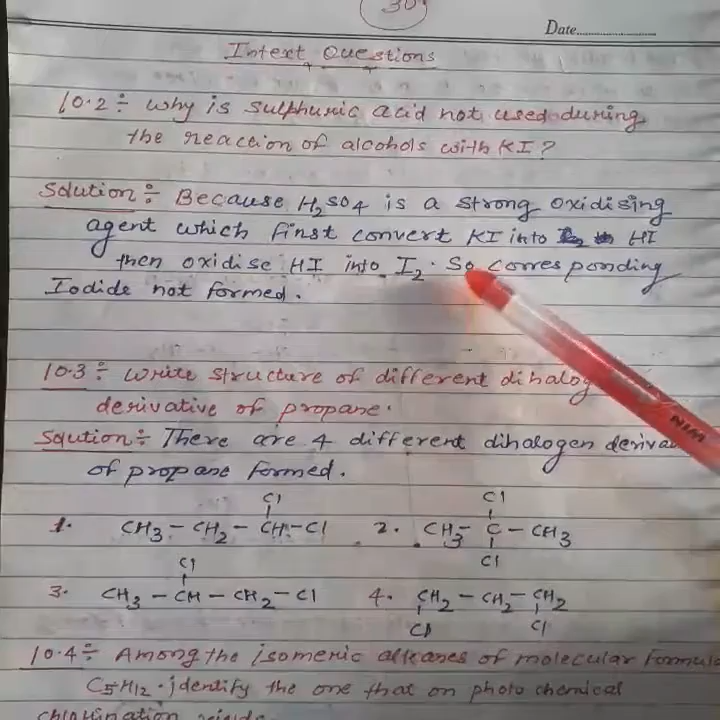 30
Date
Intext Questions
10.2 ÷ Why is sulphuric acid not used during
the reaction of alcohols with KI?
Solution ÷ Because H2SO4 is a strong oxidising
agent which first convert KI into HI
then oxidise HI into I2. So corresponding
Iodide not formed.
10.3 ÷ Write structure of different dihalog
derivative of propane.
Solution ÷ There are 4 different dihalogen deriva
of propane formed.
Cl Cl
1. CH3 – CH2 – CH – Cl 2. CH3 – C – CH3
Cl Cl
3. CH3 – CH – CH2 – Cl 4. CH2 – CH2 – CH2
Cl Cl
10.4 ÷ Among the isomeric alkanes of molecular formula
C5H12. identify the one that on photo chemical
chlorination
NIW